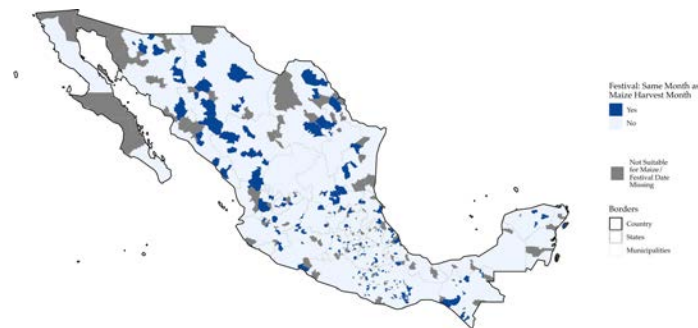 Festival: Same Month as
Maize Harvest Month
Yes
No
Not Suitable
for Maize /
Festival Date
Missing
Borders
Country
States
Municipalities